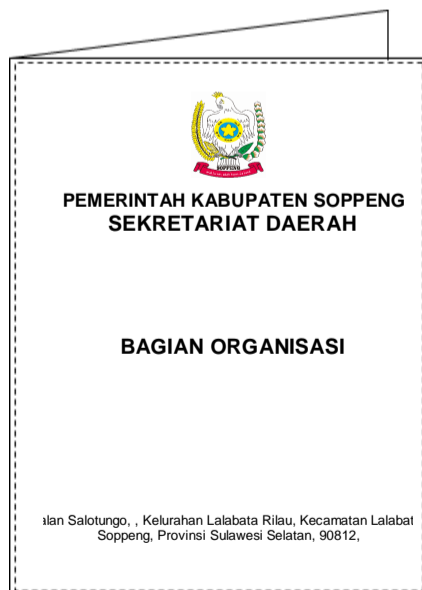 SOPPENG
PEMERINTAH KABUPATEN SOPPENG
SEKRETARIAT DAERAH
BAGIAN ORGANISASI
alan Salotungo, , Kelurahan Lalabata Rilau, Kecamatan Lalabat
Soppeng, Provinsi Sulawesi Selatan, 90812,